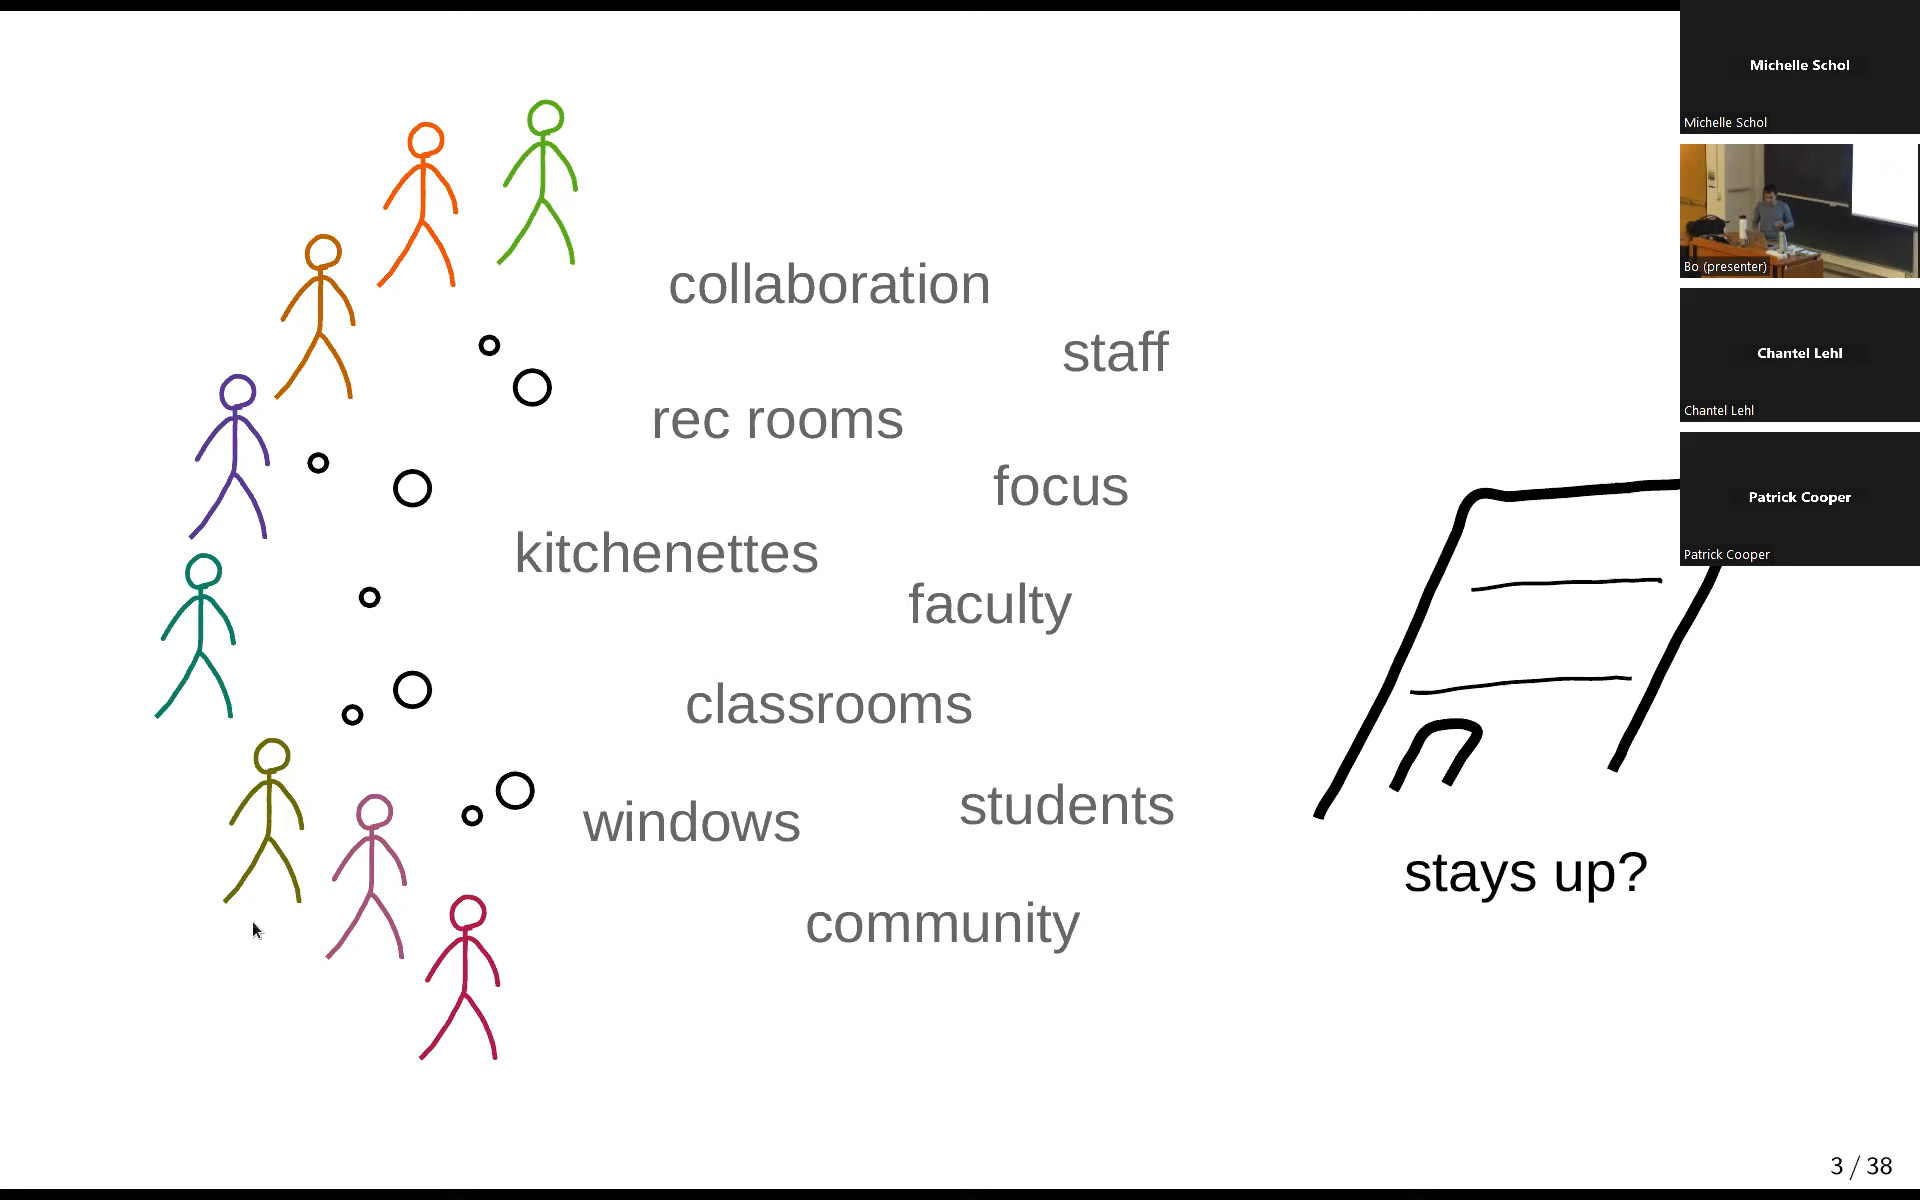 collaboration
staff
rec rooms
focus
kitchenettes
faculty
classrooms
students
windows
community
stays up?
3 / 38
Michelle Schol
Michelle Schol
Bo (presenter)
Chantel Lehl
Chantel Lehl
Patrick Cooper
Patrick Cooper